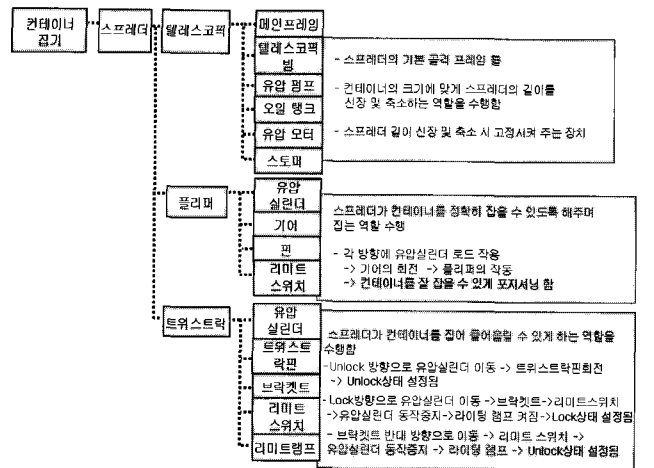 컨테이너
집기
스프레더
텔레스코픽
메인프레임
텔레스코픽
빔
유압 펌프
오일 탱크
유압 모터
스토퍼
- 스프레더의 기본 골격 프레임 틀
- 컨테이너의 크기에 맞게 스프레더의 길이를
신장 및 축소하는 역할을 수행함
- 스프레더 길이 신장 및 축소 시 고정시켜 주는 장치
플리퍼
유압
실린더
기어
핀
리미트
스위치
스프레더가 컨테이너를 정확히 잡을 수 있도록 해주며
집는 역할 수행
- 각 방향에 유압실린더 로드 작용
-> 기어의 회전 -> 플리퍼의 작동
-> 컨테이너를 잘 잡을 수 있게 포지셔닝 함
트위스트락
유압
실린더
트위스트
락핀
브락켓트
리미트
스위치
리미트램프
스프레더가 컨테이너를 집어 들어올릴 수 있게 하는 역할을
수행함
-Unlock 방향으로 유압실린더 이동 -> 트위스트락핀회전
-> Unlock상태 설정됨
-Lock방향으로 유압실린더 이동->브락켓트->리미트스위치
->유압실린더 동작중지->라이팅 램프 켜짐->Lock상태 설정됨
- 브락켓트 반대 방향으로 이동 -> 리미트 스위치 ->
유압실린더 동작중지 -> 라이팅 램프 -> Unlock상태 설정됨